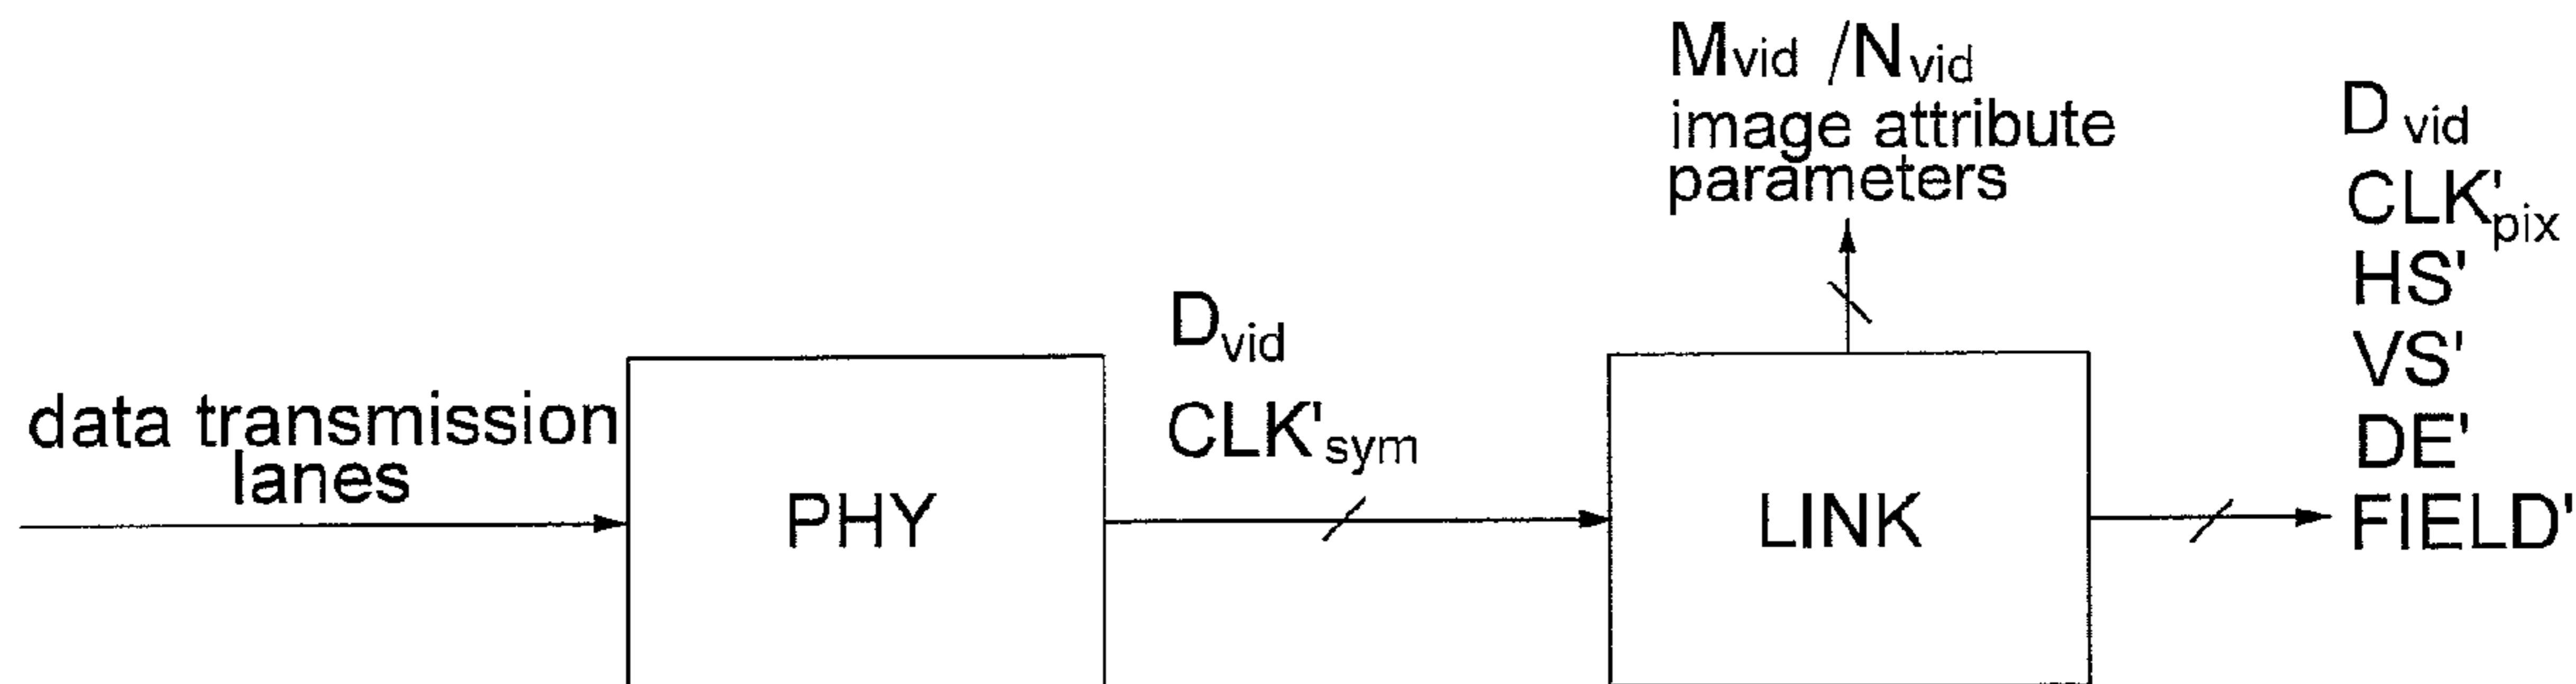 data transmission
lanes
PHY
Dvid
CLK'sym
LINK
Mvid /Nvid
image attribute
parameters
Dvid
CLK'pix
HS'
VS'
DE'
FIELD'